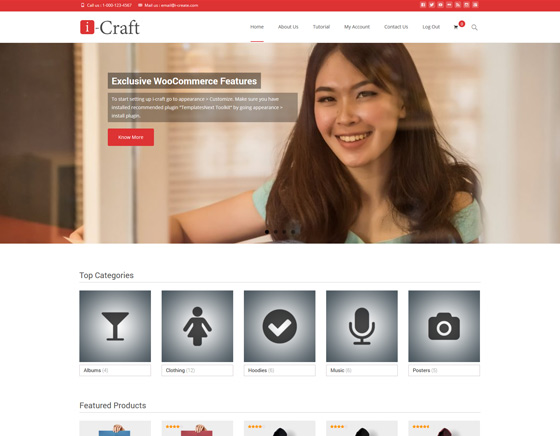 Call us : 1-000-123-4567 Mail us : email@i-create.com
i-Craft
Home About Us Tutorial My Account Contact Us Log Out
Exclusive WooCommerce Features
To start setting up i-craft go to appearance > Customize. Make sure you have
installed recommended plugin "TemplatesNext Toolkit" by going appearance >
install plugin.
Know More
Top Categories
Albums (4) Clothing (12) Hoodies (6) Music (6) Posters (5)
Featured Products